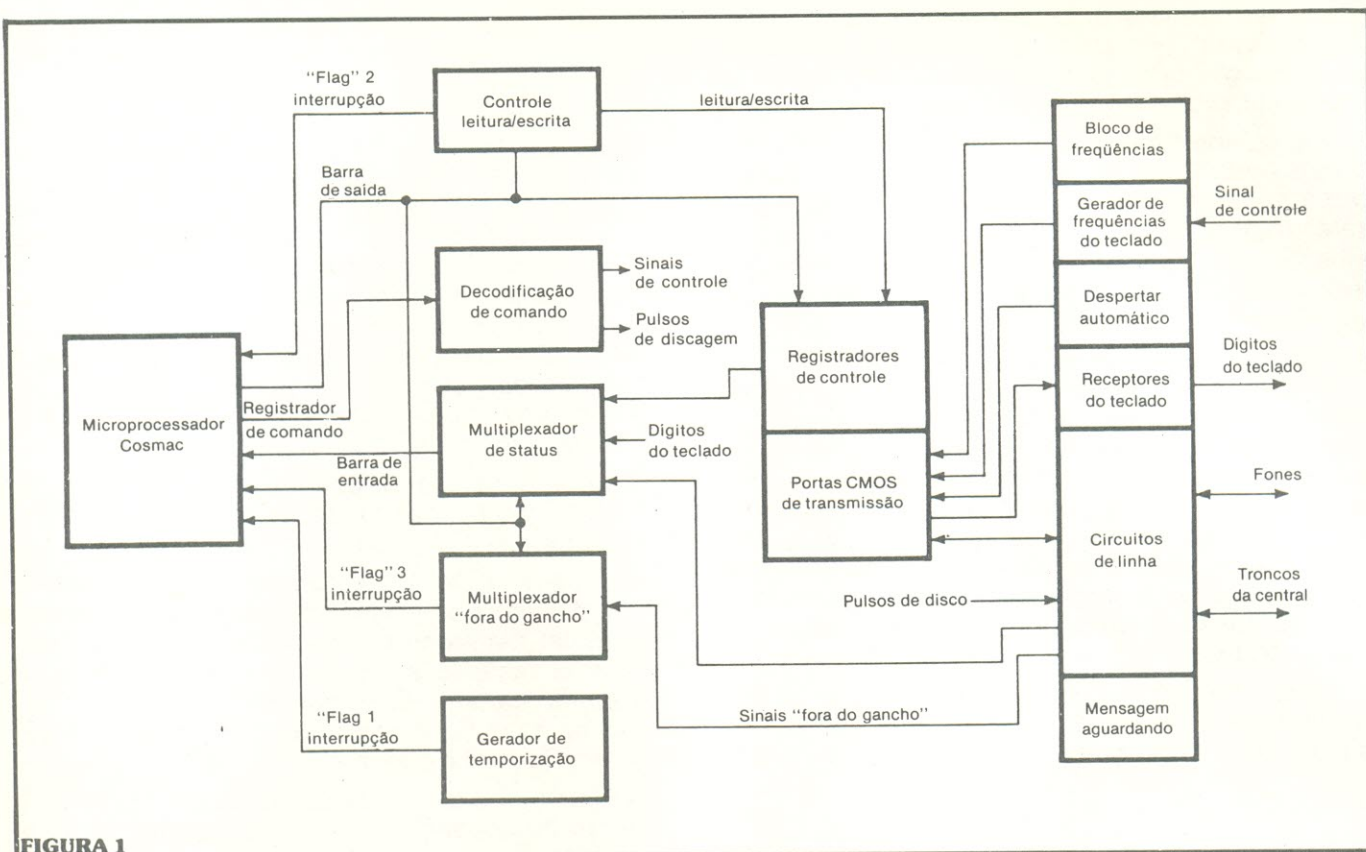 "Flag" 2
interrupção
Controle
leitura/escrita
leitura/escrita
Barra
de saída
Decodificação
de comando
Sinais
de controle
Pulsos
de discagem
Microprocessador
Cosmac
Registrador
de comando
Barra de
entrada
Multiplexador
de status
Digitos
do teclado
"Flag" 3
interrupção
Multiplexador
"fora do gancho"
"Flag 1
interrupção
Gerador de
temporização
Registradores
de controle
Portas CMOS
de transmissão
Pulsos de disco
Sinais "fora do gancho"
Bloco de
freqüências
Gerador de
frequências
do teclado
Despertar
automático
Receptores
do teclado
Circuitos
de linha
Mensagem
aguardando
Sinal
de controle
Digitos
do teclado
Fones
Troncos
da central
FIGURA 1